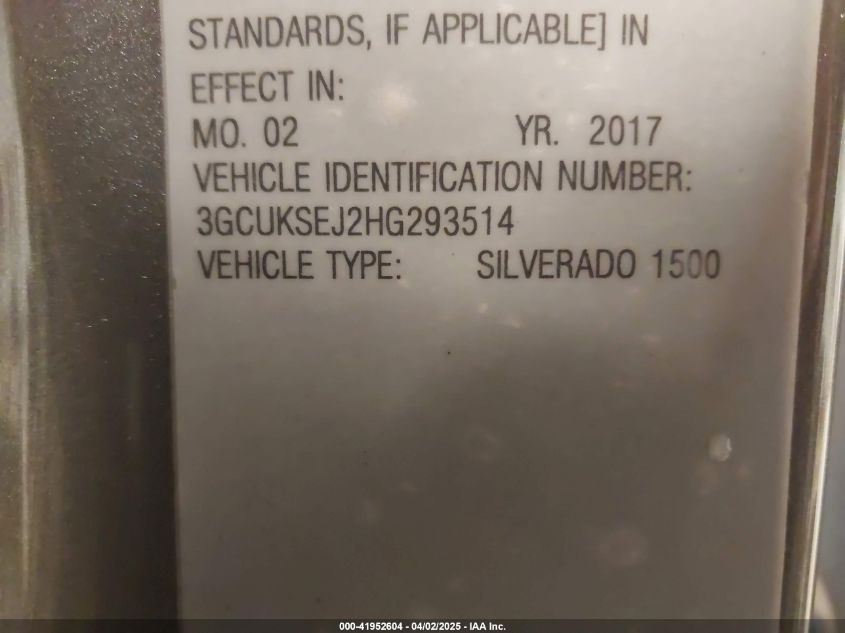 STANDARDS, IF APPLICABLE] IN
EFFECT IN:
MO. 02 YR. 2017
VEHICLE IDENTIFICATION NUMBER:
3GCUKSEJ2HG293514
VEHICLE TYPE: SILVERADO 1500
000-41952604 - 04/02/2025 - IAA Inc.